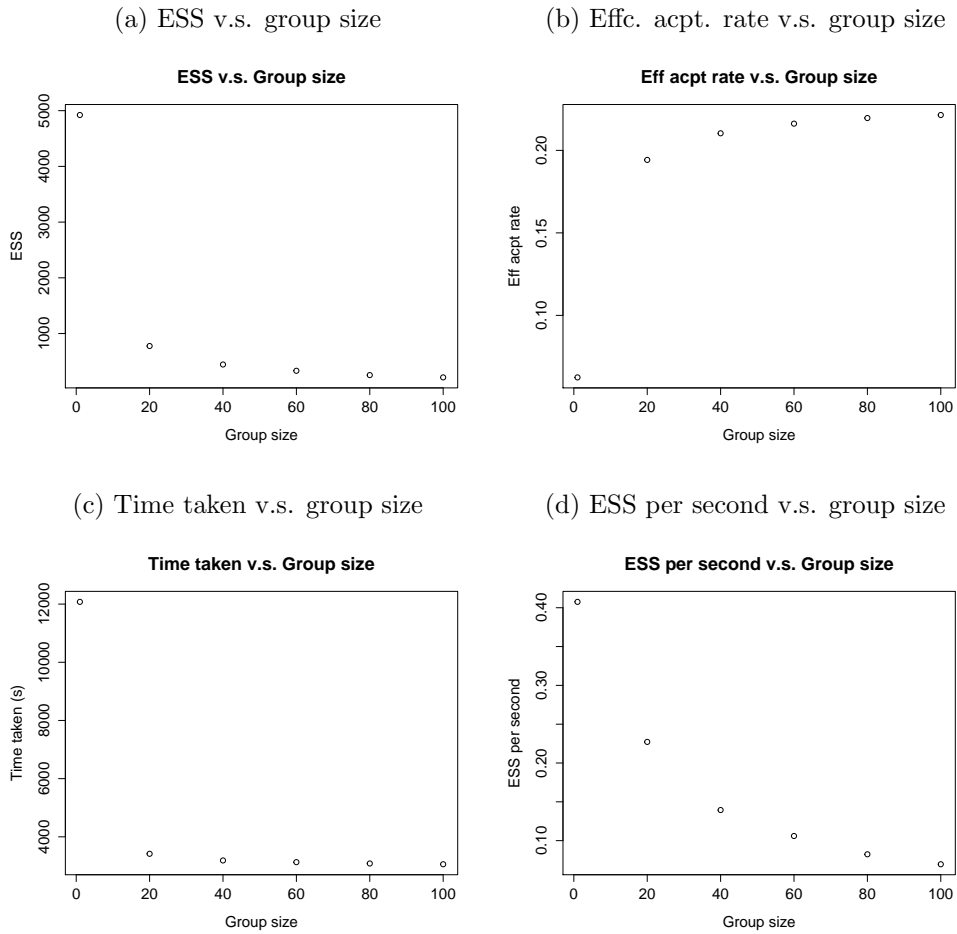 (a) ESS v.s. group size
ESS v.s. Group size
5000
4000
3000
2000
1000
ESS
0 20 40 60 80 100
Group size
(b) Effc. acpt. rate v.s. group size
Eff acpt rate v.s. Group size
0.20
0.15
0.10
Eff acpt rate
0 20 40 60 80 100
Group size
(c) Time taken v.s. group size
Time taken v.s. Group size
12000
10000
8000
6000
4000
Time taken (s)
0 20 40 60 80 100
Group size
(d) ESS per second v.s. group size
ESS per second v.s. Group size
0.40
0.30
0.20
0.10
ESS per second
0 20 40 60 80 100
Group size